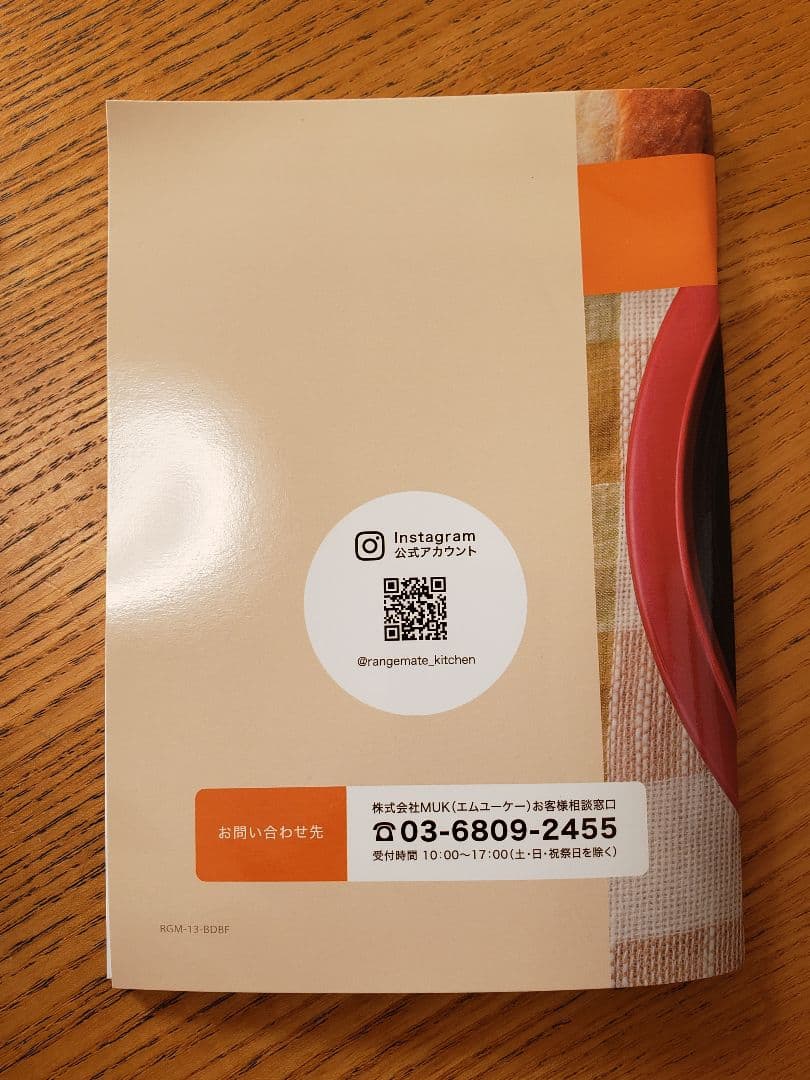 Instagram
公式アカウント
@rangemate_kitchen
お問い合わせ先
株式会社MUK(エムユーケー)お客様相談窓口
☎03-6809-2455
受付時間 10:00〜17:00(土・日・祝祭日を除く)
RGM-13-BDBF